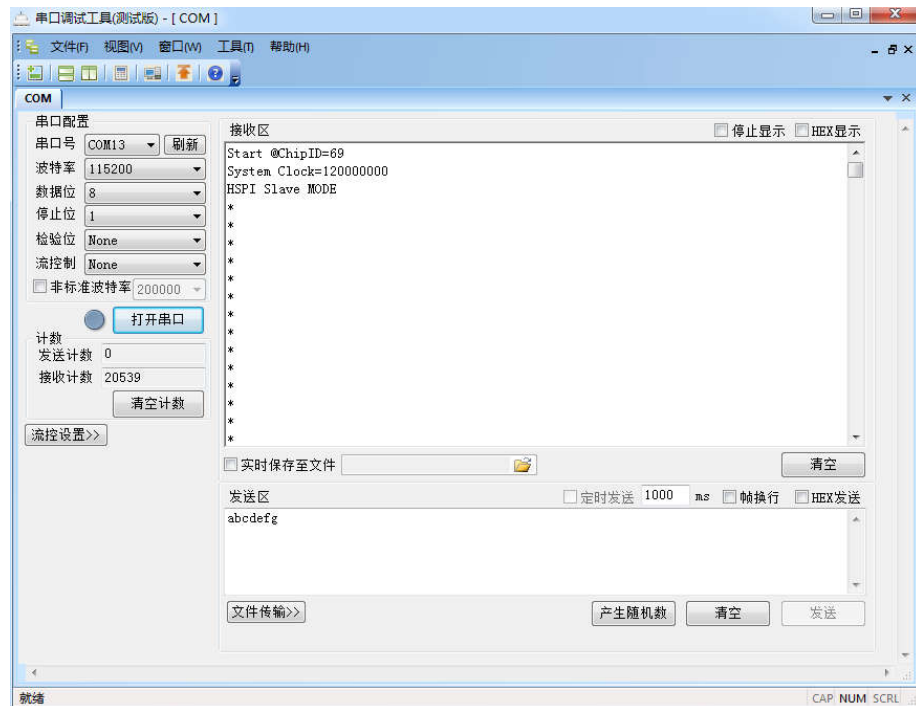 串口调试工具(测试版) - [ COM ]
文件(F) 视图(V) 窗口(W) 工具(T) 帮助(H)
COM
串口配置
串口号 COM13 刷新
波特率 115200
数据位 8
停止位 1
检验位 None
流控制 None
非标准波特率 200000
打开串口
计数
发送计数 0
接收计数 20539
清空计数
流控设置>>
接收区 停止显示 HEX显示
Start @ChipID=69
System Clock=120000000
HSPI Slave MODE
*
*
*
*
*
*
*
*
*
*
*
*
*
*
实时保存至文件 清空
发送区 定时发送 1000 ms 帧换行 HEX发送
abcdefg
文件传输>> 产生随机数 清空 发送
就绪 CAP NUM SCRL